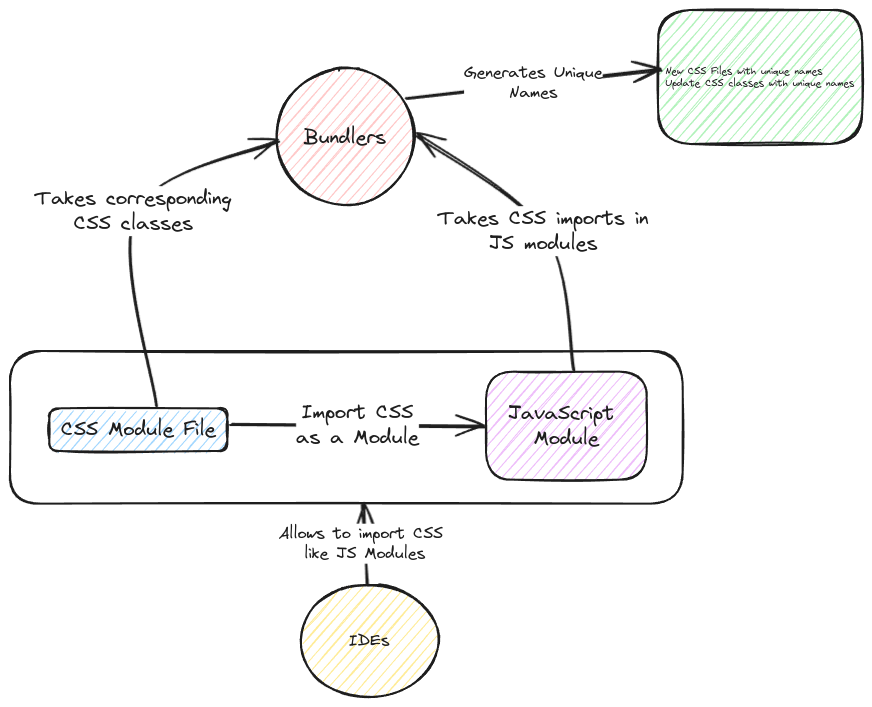 Generates Unique
Names
New CSS Files with unique names
Update CSS classes with unique names
Bundlers
Takes corresponding
CSS classes
Takes CSS imports in
JS modules
CSS Module File
Import CSS
as a Module
JavaScript
Module
Allows to import CSS
like JS Modules
IDEs